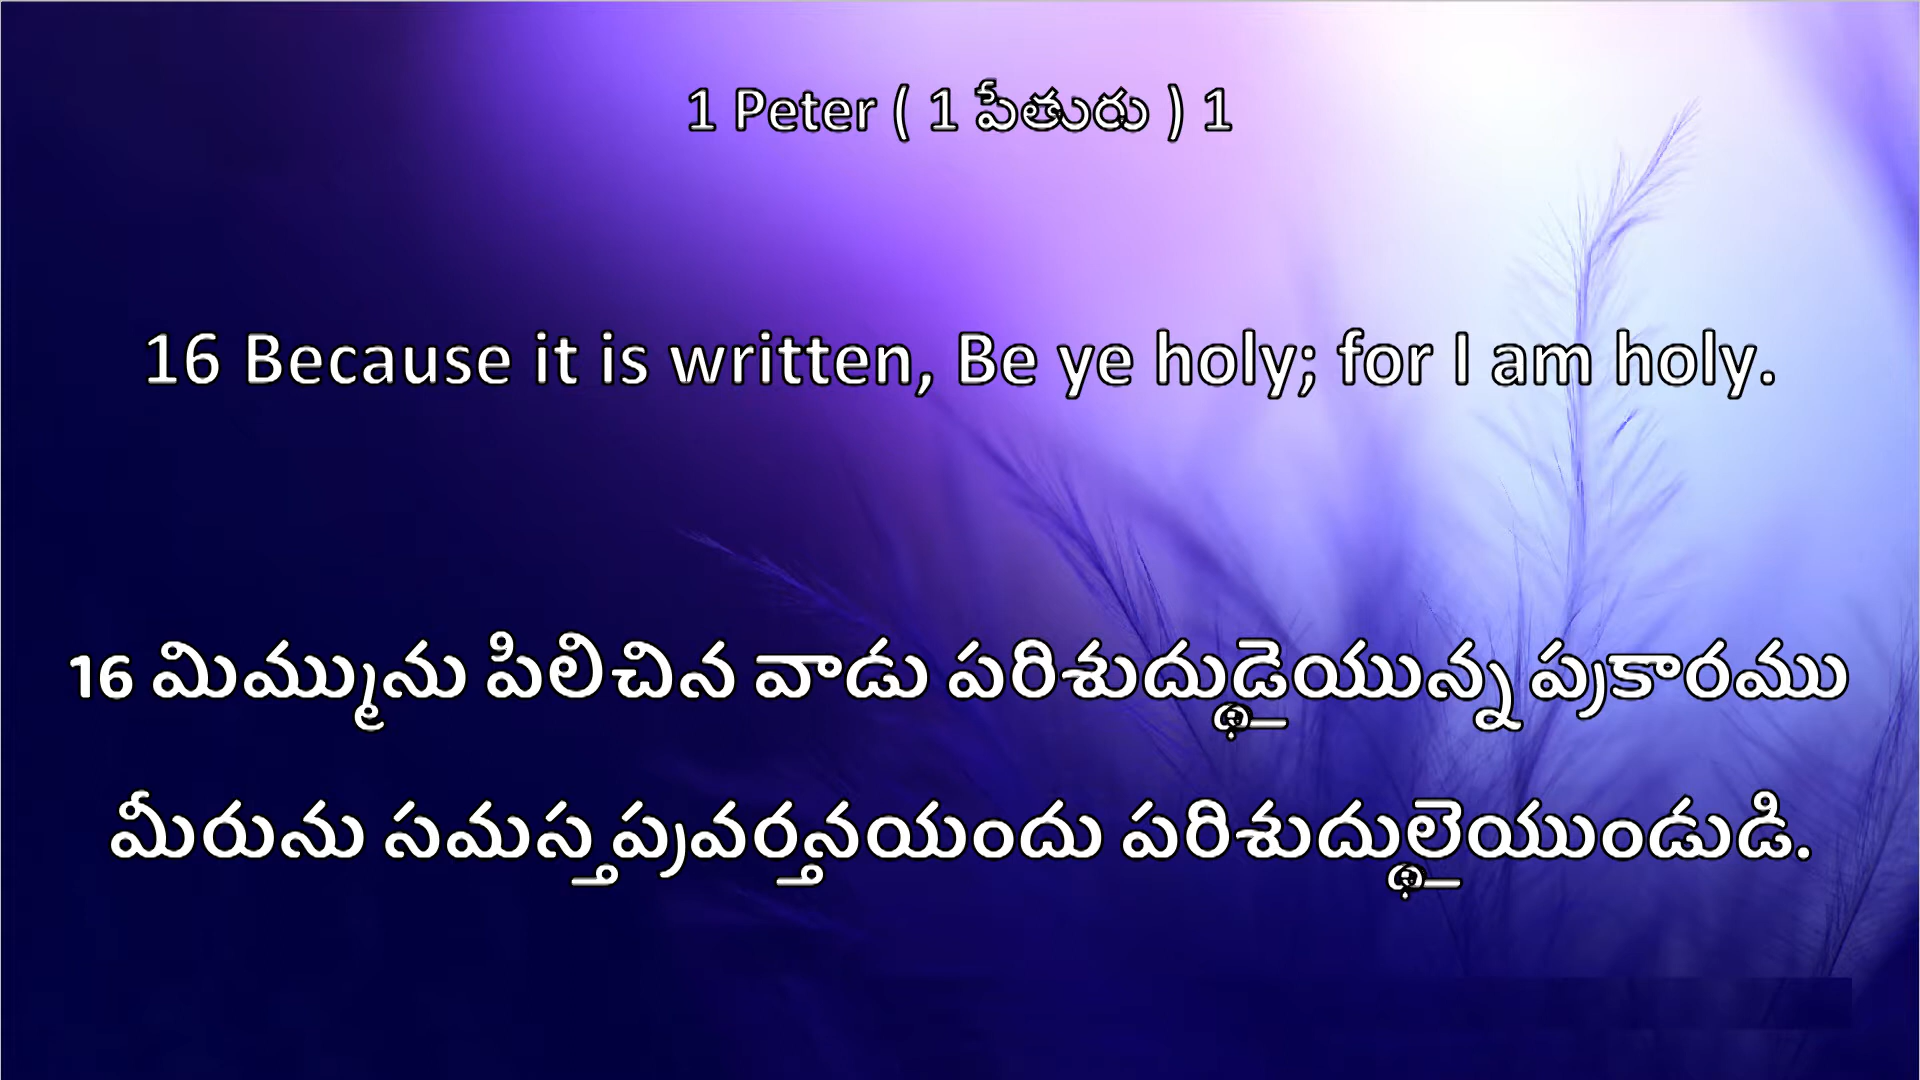 1 Peter ( 1 పేతురు ) 1
16 Because it is written, Be ye holy; for I am holy.
16 మిమ్మును పిలిచిన వాడు పరిశుద్ధుడైయున్న ప్రకారము
మీరును సమస్త ప్రవర్తనయందు పరిశుద్ధులైయుండుడి.